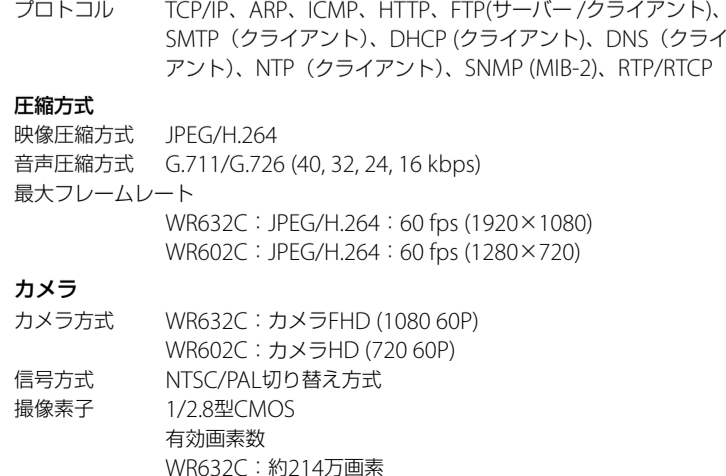 プロトコル TCP/IP、ARP、ICMP、HTTP、FTP(サーバー /クライアント)、
SMTP（クライアント）、DHCP (クライアント)、DNS（クライ
アント）、NTP（クライアント）、SNMP (MIB-2)、RTP/RTCP
圧縮方式
映像圧縮方式 JPEG/H.264
音声圧縮方式 G.711/G.726 (40, 32, 24, 16 kbps)
最大フレームレート
WR632C：JPEG/H.264：60 fps (1920×1080)
WR602C：JPEG/H.264：60 fps (1280×720)
カメラ
カメラ方式 WR632C：カメラFHD (1080 60P)
WR602C：カメラHD (720 60P)
信号方式 NTSC/PAL切り替え方式
撮像素子 1/2.8型CMOS
有効画素数
WR632C：約214万画素